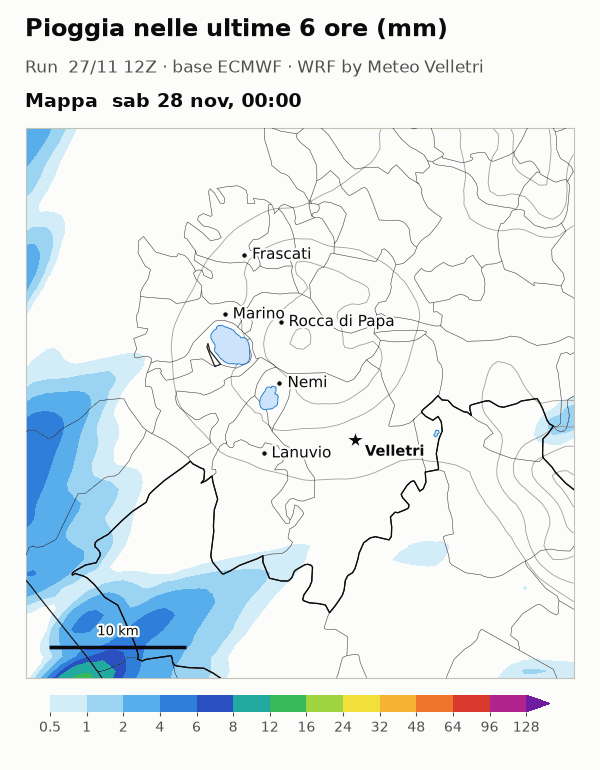 Pioggia nelle ultime 6 ore (mm)
Run 27/11 12Z · base ECMWF · WRF by Meteo Velletri
Mappa sab 28 nov, 00:00
Frascati
Marino
Rocca di Papa
Nemi
Velletri
Lanuvio
10 km
0.5 1 2 4 6 8 12 16 24 32 48 64 96 128